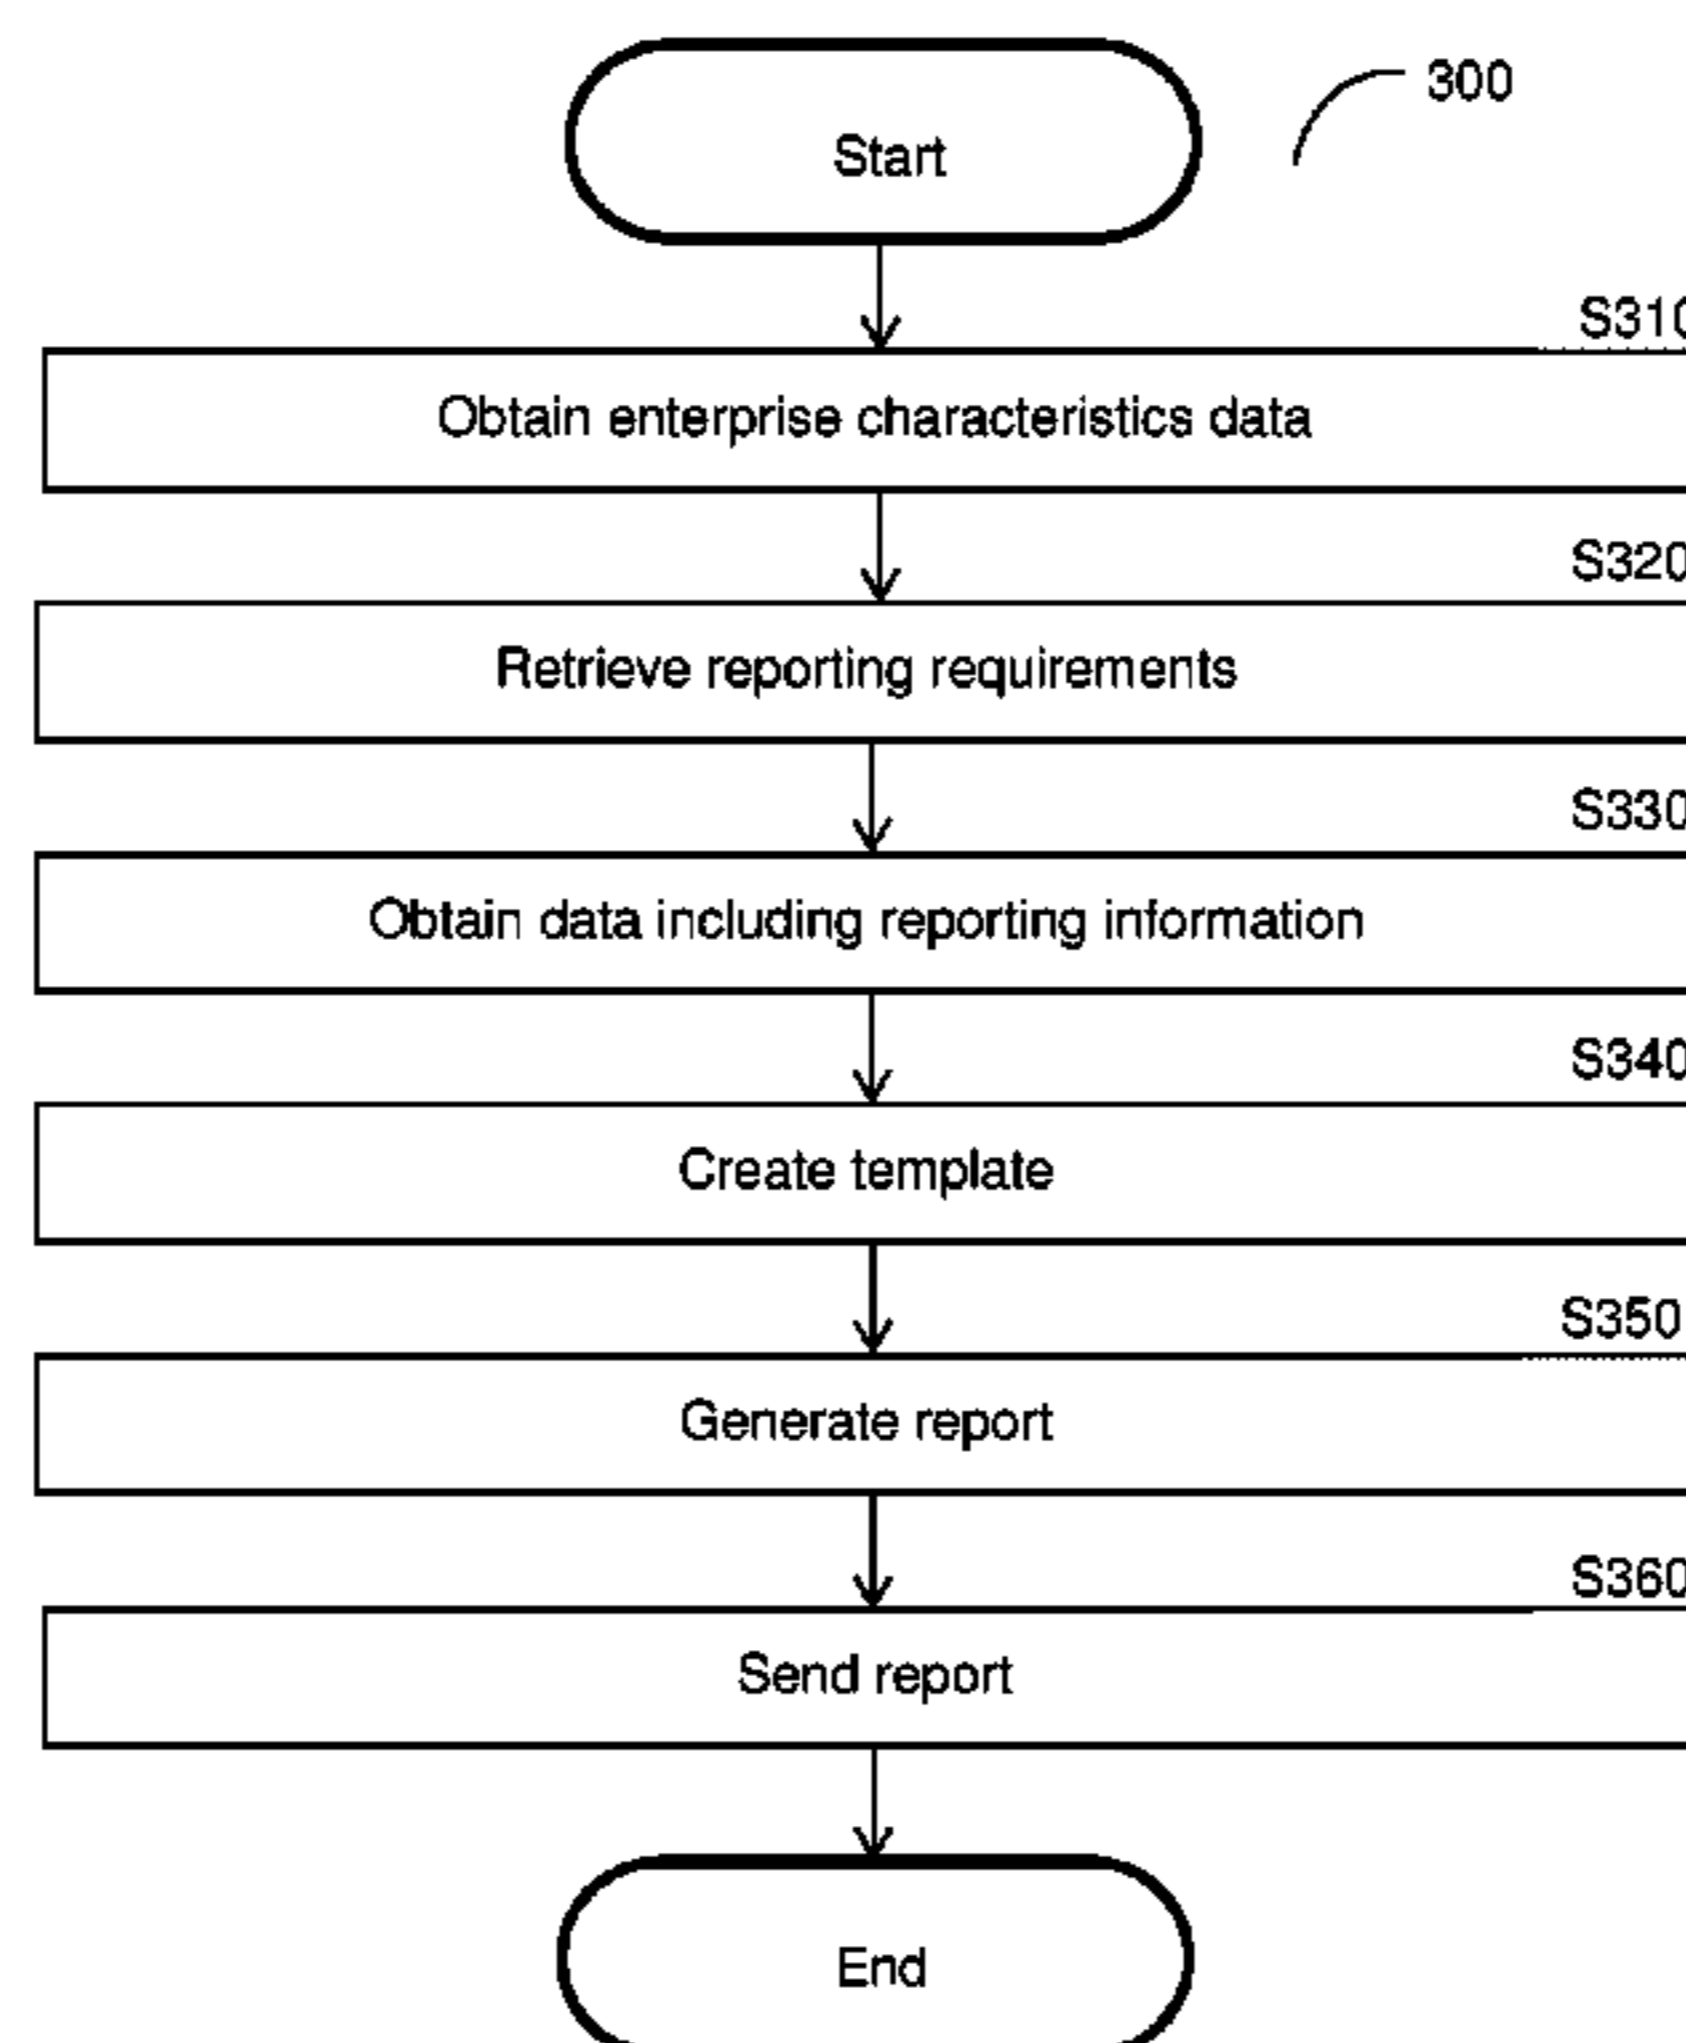 Start
300
S310
Obtain enterprise characteristics data
S320
Retrieve reporting requirements
S330
Obtain data including reporting information
S340
Create template
S350
Generate report
S360
Send report
End